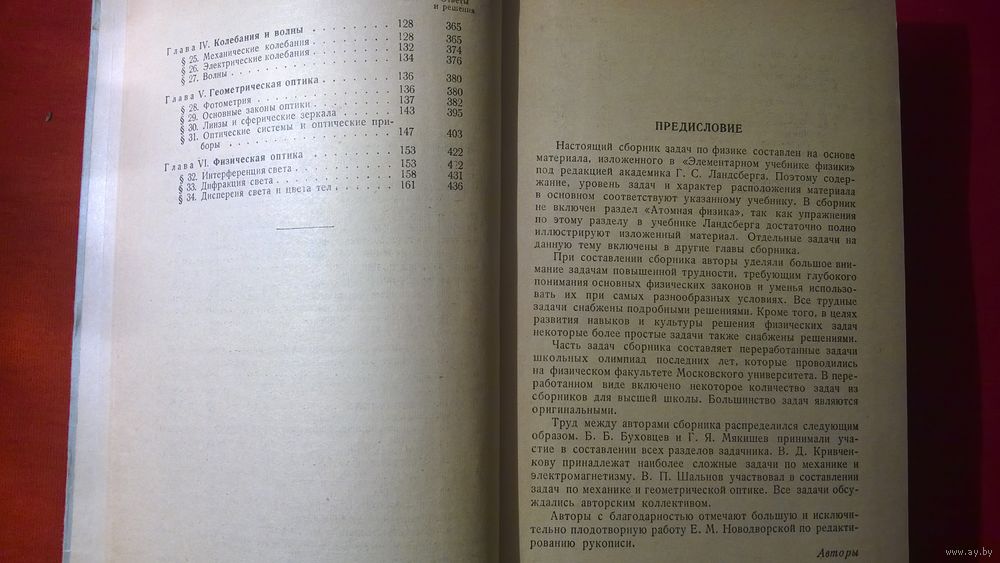 Ответы
и решения
Глава IV. Колебания и волны . . . . . . . . 128 365
§ 25. Механические колебания . . . . . . . . 128 365
§ 26. Электрические колебания . . . . . . . . 132 374
§ 27. Волны . . . . . . . . . . . . . . . . 134 376
Глава V. Геометрическая оптика . . . . . . . 136 380
§ 28. Фотометрия . . . . . . . . . . . . . 136 380
§ 29. Основные законы оптики . . . . . . . . 137 382
§ 30. Линзы и сферические зеркала . . . . . . 143 395
§ 31. Оптические системы и оптические при-
боры . . . . . . . . . . . . . . . . . 147 403
Глава VI. Физическая оптика . . . . . . . . 153 422
§ 32. Интерференция света . . . . . . . . . 153 422
§ 33. Дифракция света . . . . . . . . . . . 158 431
§ 34. Дисперсия света и цвета тел . . . . . . 161 436
ПРЕДИСЛОВИЕ
Настоящий сборник задач по физике составлен на основе
материала, изложенного в «Элементарном учебнике физики»
под редакцией академика Г. С. Ландсберга. Поэтому содер-
жание, уровень задач и характер расположения материала
в основном соответствуют указанному учебнику. В сборник
не включен раздел «Атомная физика», так как упражнения
по этому разделу в учебнике Ландсберга достаточно полно
иллюстрируют изложенный материал. Отдельные задачи на
данную тему включены в другие главы сборника.
При составлении сборника авторы уделяли большое вни-
мание задачам повышенной трудности, требующим глубокого
понимания основных физических законов и уменья использо-
вать их при самых разнообразных условиях. Все трудные
задачи снабжены подробными решениями. Кроме того, в целях
развития навыков и культуры решения физических задач
некоторые более простые задачи также снабжены решениями.
Часть задач сборника составляет переработанные задачи
школьных олимпиад последних лет, которые проводились
на физическом факультете Московского университета. В пере-
работанном виде включено некоторое количество задач из
сборников для высшей школы. Большинство задач являются
оригинальными.
Труд между авторами сборника распределился следующим
образом. Б. Б. Буховцев и Г. Я. Мякишев принимали уча-
стие в составлении всех разделов задачника. В. Д. Кривчен-
кову принадлежат наиболее сложные задачи по механике и
электромагнетизму. В. П. Шальнов участвовал в составлении
задач по механике и геометрической оптике. Все задачи обсу-
ждались авторским коллективом.
Авторы с благодарностью отмечают большую и исключи-
тельно плодотворную работу Е. М. Новодворской по редакти-
рованию рукописи.
Авторы
www.ay.by